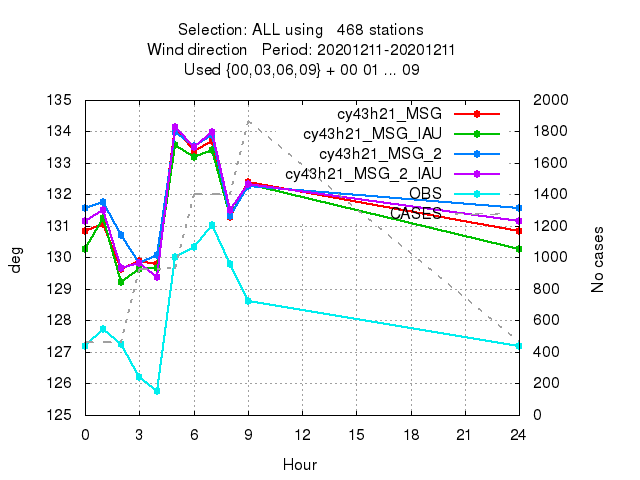 Selection: ALL using   468 stations
Wind direction   Period: 20201211-20201211
Used {00,03,06,09} + 00 01 ... 09
135 2000
cy43h21_MSG
134 cy43h21_MSG_IAU 1800
cy43h21_MSG_2
133 1600
cy43h21_MSG_2_IAU
132 OBS 1400
CASES
131 1200
130 1000
deg
No cases
129 800
128 600
127 400
126 200
125 0
0 3 6 9 12 15 18 21 24
Hour